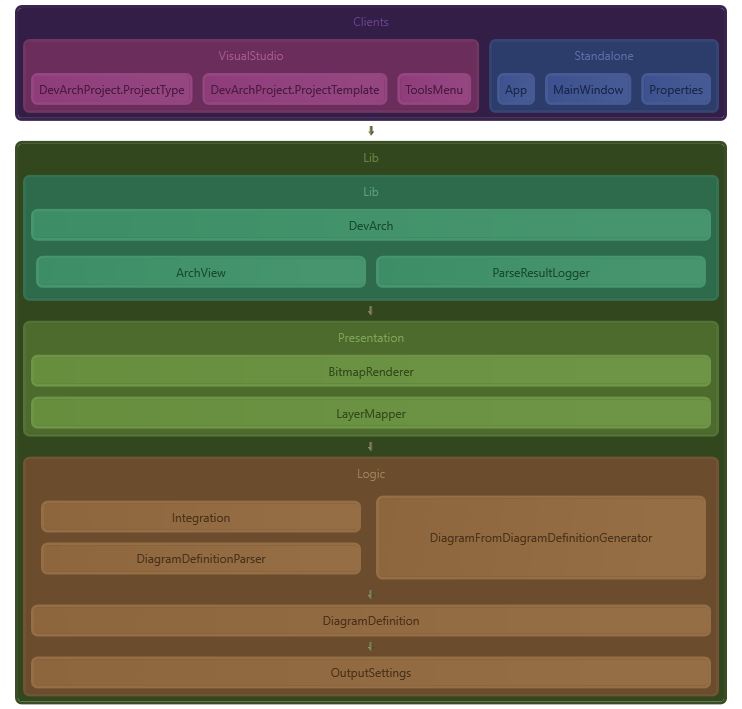 Clients
VisualStudio
Standalone
DevArchProject.ProjectType
DevArchProject.ProjectTemplate
ToolsMenu
App
MainWindow
Properties
Lib
Lib
DevArch
ArchView
ParseResultLogger
Presentation
BitmapRenderer
LayerMapper
Logic
Integration
DiagramDefinitionParser
DiagramFromDiagramDefinitionGenerator
DiagramDefinition
OutputSettings